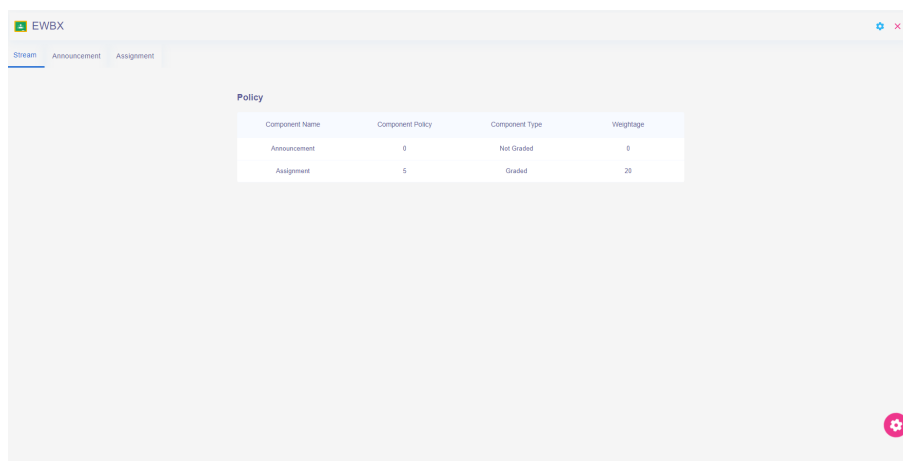 EWBX
Stream Announcement Assignment
Policy
Component Name Component Policy Component Type Weightage
Announcement 0 Not Graded 0
Assignment 5 Graded 20